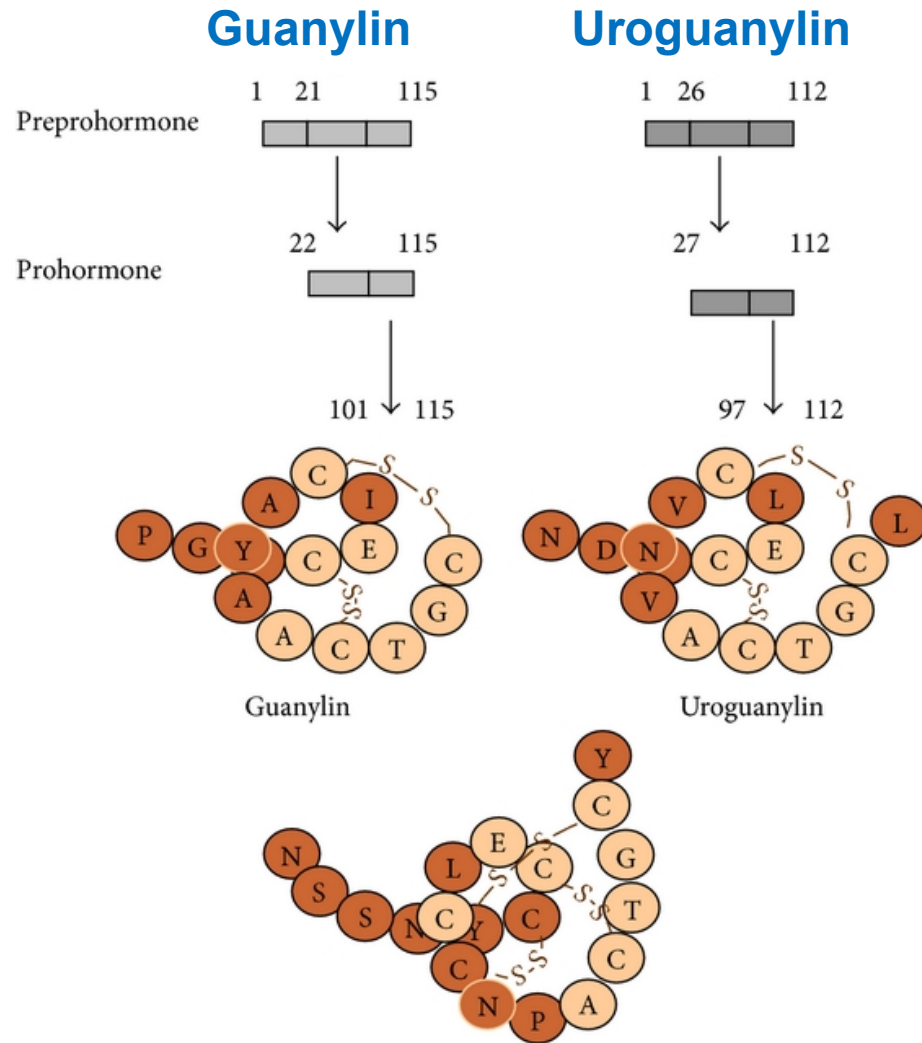 Guanylin Uroguanylin
1 21 115 1 26 112
Preprohormone
22 115 27 112
Prohormone
101 115 97 112
P G Y A C I E C A A C T G C S S S S
N D N V C L E C V A C T G C L S S S S
Guanylin Uroguanylin
N S S N Y C C E L C C N P A C T G C Y S S S S S S